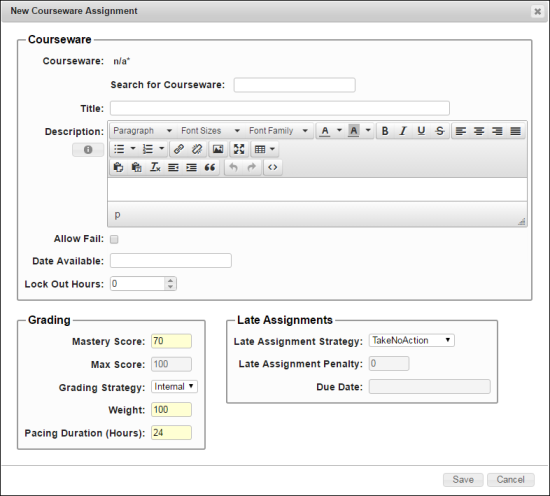 New Courseware Assignment
Courseware
Courseware: n/a*
Search for Courseware:
Title:
Description: Paragraph Font Sizes Font Family A A B I U S
p
Allow Fail:
Date Available:
Lock Out Hours: 0
Grading
Mastery Score: 70
Max Score: 100
Grading Strategy: Internal
Weight: 100
Pacing Duration (Hours): 24
Late Assignments
Late Assignment Strategy: TakeNoAction
Late Assignment Penalty: 0
Due Date:
Save Cancel